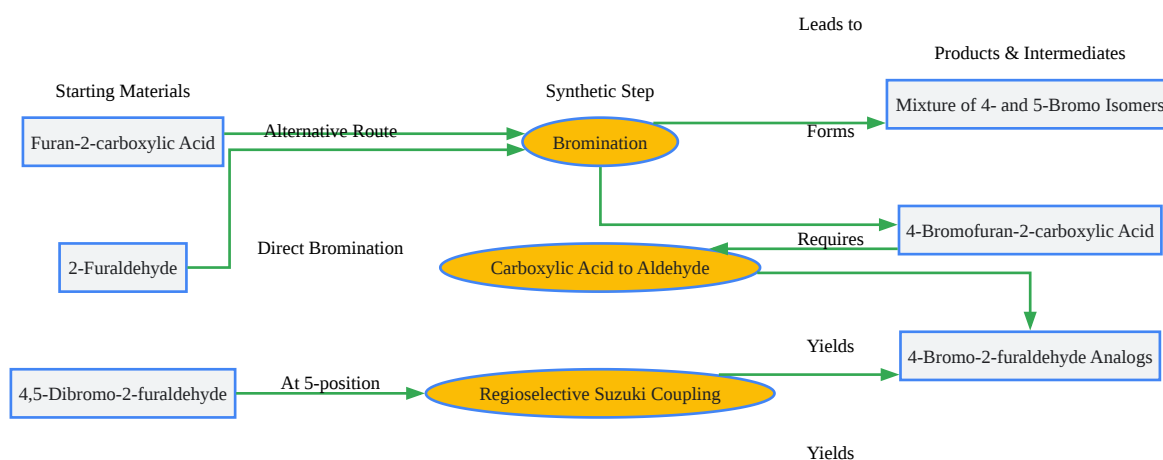 Leads to
Products & Intermediates
Starting Materials
Synthetic Step
Mixture of 4- and 5-Bromo Isomers
Alternative Route
Forms
Furan-2-carboxylic Acid
Bromination
4-Bromofuran-2-carboxylic Acid
Requires
Direct Bromination
2-Furaldehyde
Carboxylic Acid to Aldehyde
Yields
4-Bromo-2-furaldehyde Analogs
At 5-position
4,5-Dibromo-2-furaldehyde
Regioselective Suzuki Coupling
Yields